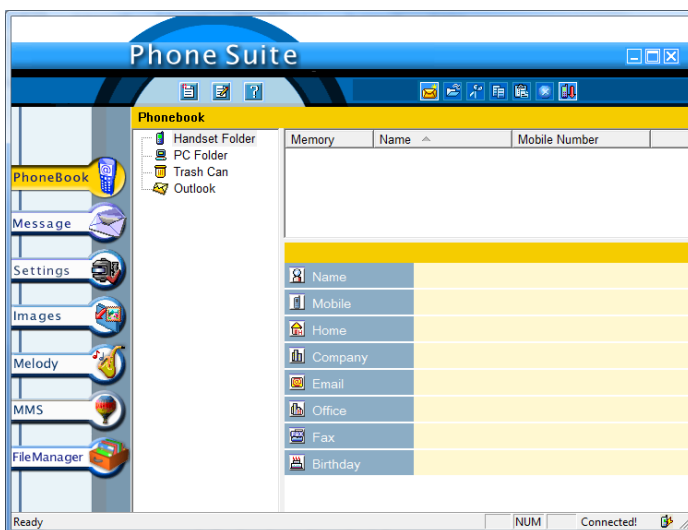 Phone Suite
Phonebook
PhoneBook
Message
Settings
Images
Melody
MMS
FileManager
Handset Folder
PC Folder
Trash Can
Outlook
Memory Name Mobile Number
Name
Mobile
Home
Company
Email
Office
Fax
Birthday
Ready NUM Connected!